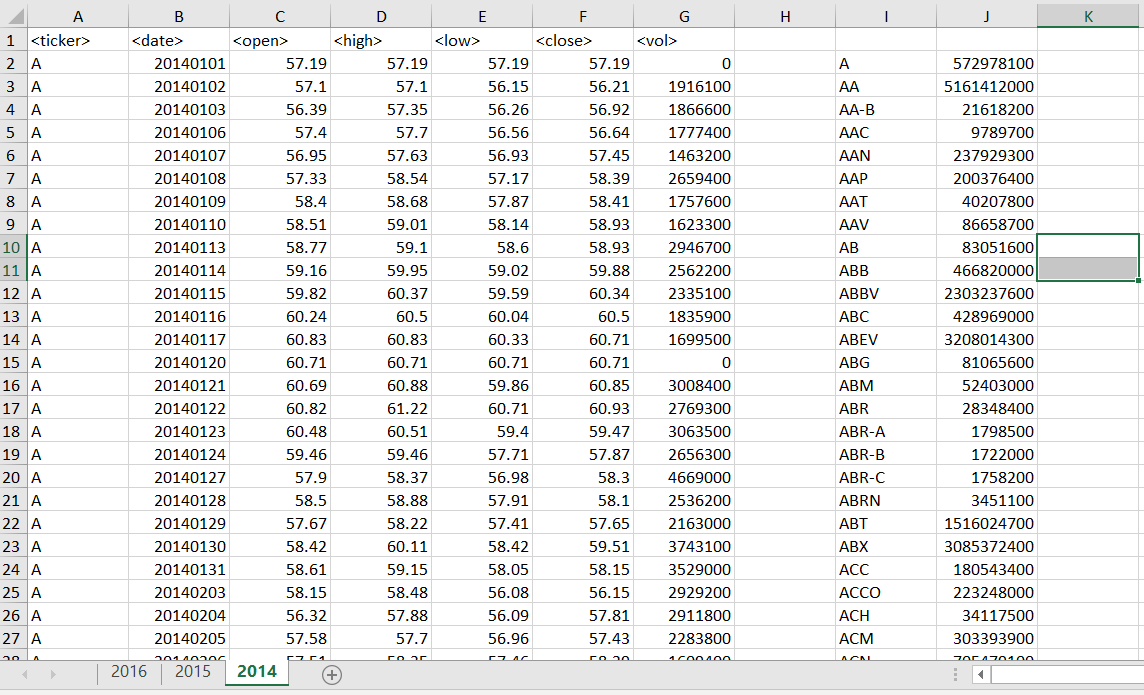 A B C D E F G H I J K
1 <ticker> <date> <open> <high> <low> <close> <vol>
2 A 20140101 57.19 57.19 57.19 57.19 0 A 572978100
3 A 20140102 57.1 57.1 56.15 56.21 1916100 AA 5161412000
4 A 20140103 56.39 57.35 56.26 56.92 1866600 AA-B 21618200
5 A 20140106 57.4 57.7 56.56 56.64 1777400 AAC 9789700
6 A 20140107 56.95 57.63 56.93 57.45 1463200 AAN 237929300
7 A 20140108 57.33 58.54 57.17 58.39 2659400 AAP 200376400
8 A 20140109 58.4 58.68 57.87 58.41 1757600 AAT 40207800
9 A 20140110 58.51 59.01 58.14 58.93 1623300 AAV 86658700
10 A 20140113 58.77 59.1 58.6 58.93 2946700 AB 83051600
11 A 20140114 59.16 59.95 59.02 59.88 2562200 ABB 466820000
12 A 20140115 59.82 60.37 59.59 60.34 2335100 ABBV 2303237600
13 A 20140116 60.24 60.5 60.04 60.5 1835900 ABC 428969000
14 A 20140117 60.83 60.83 60.33 60.71 1699500 ABEV 3208014300
15 A 20140120 60.71 60.71 60.71 60.71 0 ABG 81065600
16 A 20140121 60.69 60.88 59.86 60.85 3008400 ABM 52403000
17 A 20140122 60.82 61.22 60.71 60.93 2769300 ABR 28348400
18 A 20140123 60.48 60.51 59.4 59.47 3063500 ABR-A 1798500
19 A 20140124 59.46 59.46 57.71 57.87 2656300 ABR-B 1722000
20 A 20140127 57.9 58.37 56.98 58.3 4669000 ABR-C 1758200
21 A 20140128 58.5 58.88 57.91 58.1 2536200 ABRN 3451100
22 A 20140129 57.67 58.22 57.41 57.65 2163000 ABT 1516024700
23 A 20140130 58.42 60.11 58.42 59.51 3743100 ABX 3085372400
24 A 20140131 58.61 59.15 58.05 58.15 3529000 ACC 180543400
25 A 20140203 58.15 58.48 56.08 56.15 2929200 ACCO 223248000
26 A 20140204 56.32 57.88 56.09 57.81 2911800 ACH 34117500
27 A 20140205 57.58 57.7 56.96 57.43 2283800 ACM 303393900
2016 2015 2014